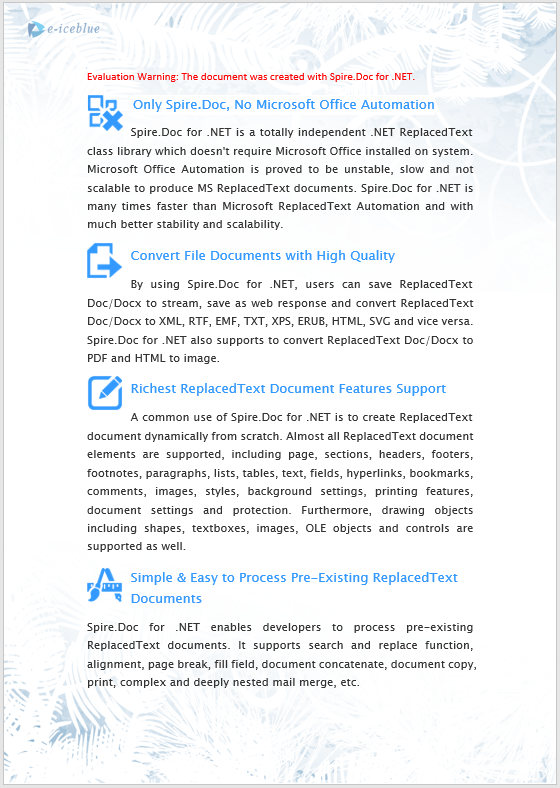 e-iceblue
Evaluation Warning: The document was created with Spire.Doc for .NET.
Only Spire.Doc, No Microsoft Office Automation
Spire.Doc for .NET is a totally independent .NET ReplacedText
class library which doesn't require Microsoft Office installed on system.
Microsoft Office Automation is proved to be unstable, slow and not
scalable to produce MS ReplacedText documents. Spire.Doc for .NET is
many times faster than Microsoft ReplacedText Automation and with
much better stability and scalability.
Convert File Documents with High Quality
By using Spire.Doc for .NET, users can save ReplacedText
Doc/Docx to stream, save as web response and convert ReplacedText
Doc/Docx to XML, RTF, EMF, TXT, XPS, ERUB, HTML, SVG and vice versa.
Spire.Doc for .NET also supports to convert ReplacedText Doc/Docx to
PDF and HTML to image.
Richest ReplacedText Document Features Support
A common use of Spire.Doc for .NET is to create ReplacedText
document dynamically from scratch. Almost all ReplacedText document
elements are supported, including page, sections, headers, footers,
footnotes, paragraphs, lists, tables, text, fields, hyperlinks, bookmarks,
comments, images, styles, background settings, printing features,
document settings and protection. Furthermore, drawing objects
including shapes, textboxes, images, OLE objects and controls are
supported as well.
Simple & Easy to Process Pre-Existing ReplacedText
Documents
Spire.Doc for .NET enables developers to process pre-existing
ReplacedText documents. It supports search and replace function,
alignment, page break, fill field, document concatenate, document copy,
print, complex and deeply nested mail merge, etc.